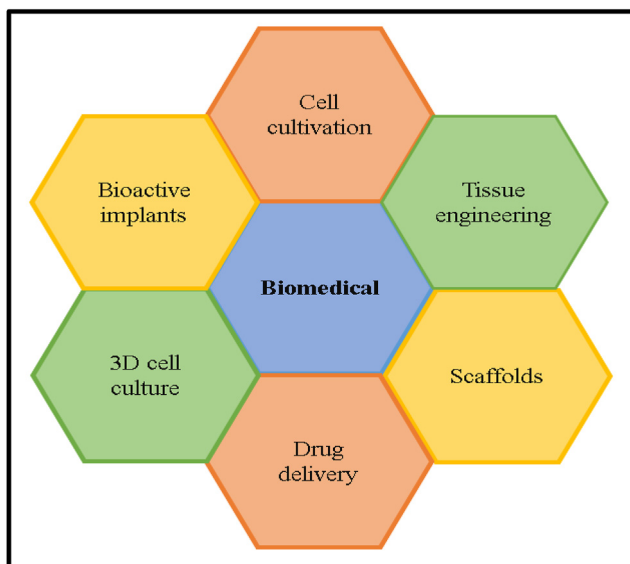 Cell
cultivation
Bioactive
implants
Tissue
engineering
Biomedical
3D cell
culture
Scaffolds
Drug
delivery